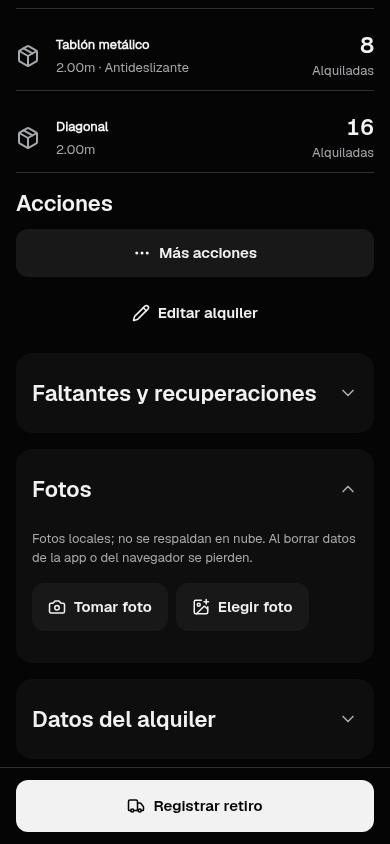 Tablón metálico
8
2.00m · Antideslizante
Alquiladas
Diagonal
16
2.00m
Alquiladas
Acciones
Más acciones
Editar alquiler
Faltantes y recuperaciones
Fotos
Fotos locales; no se respaldan en nube. Al borrar datos
de la app o del navegador se pierden.
Tomar foto
Elegir foto
Datos del alquiler
Registrar retiro